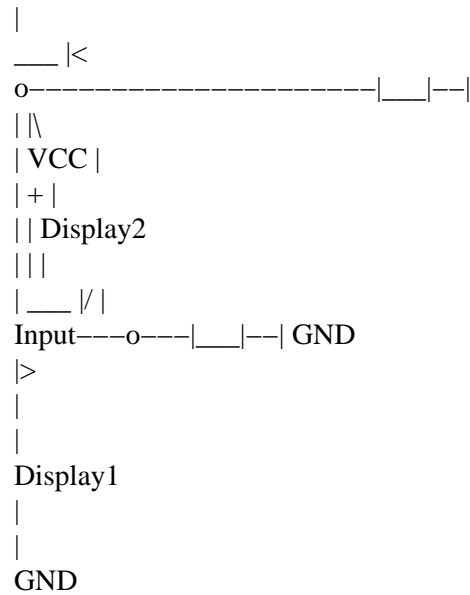 |
___ |<
o−−−−−−−−−−−−−−−−−−−−−−|___|−−|
| |\
| VCC |
| + |
| | Display2
| | |
| ___ |/ |
Input−−−o−−−|___|−−| GND
|>
|
|
Display1
|
|
GND